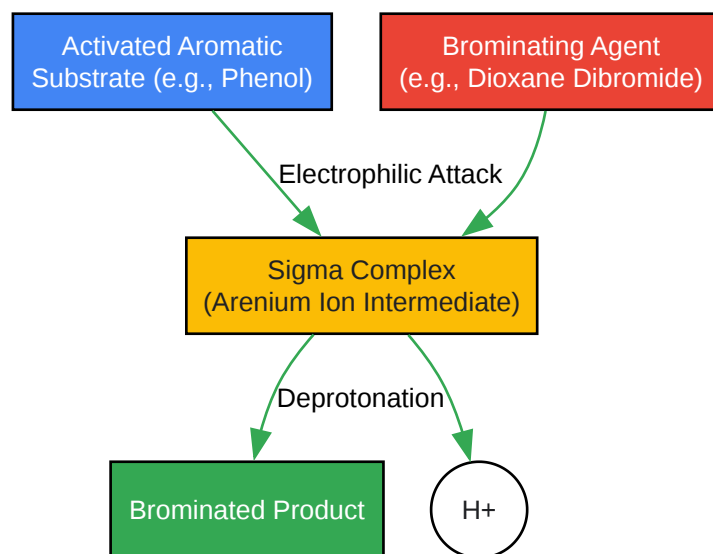 Activated Aromatic
Substrate (e.g., Phenol)
Brominating Agent
(e.g., Dioxane Dibromide)
Electrophilic Attack
Sigma Complex
(Arenium Ion Intermediate)
Deprotonation
Brominated Product
H+